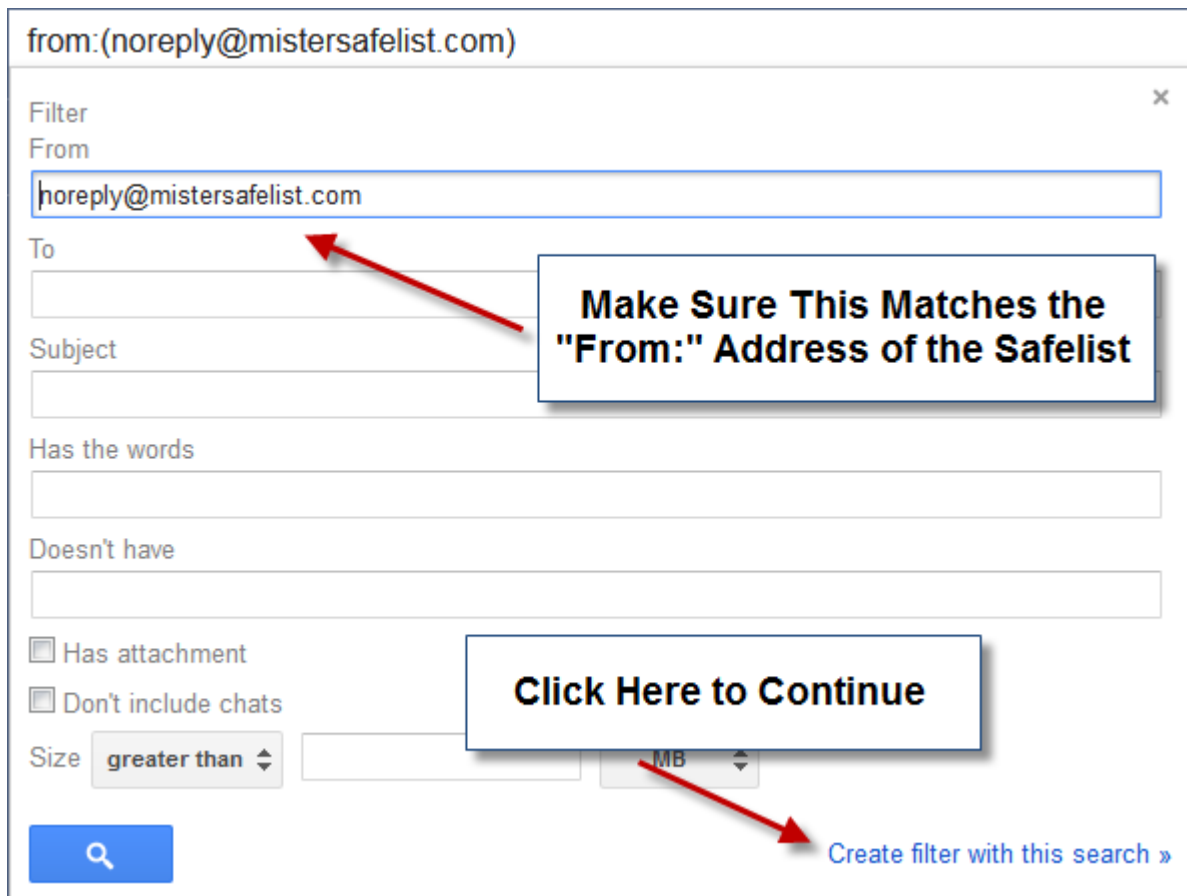 from:(noreply@mistersafelist.com)
×
Filter
From
noreply@mistersafelist.com
To
Make Sure This Matches the
"From:" Address of the Safelist
Subject
Has the words
Doesn't have
Has attachment
Don't include chats
Click Here to Continue
Size greater than MB
Create filter with this search »